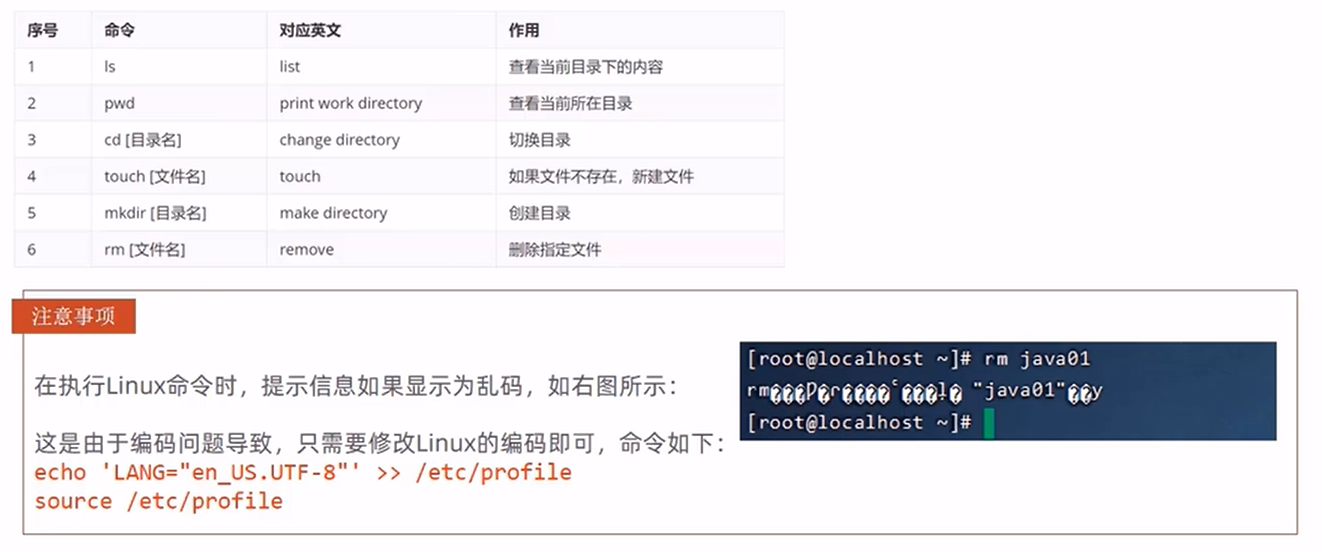 序号 命令 对应英文 作用
1 ls list 查看当前目录下的内容
2 pwd print work directory 查看当前所在目录
3 cd [目录名] change directory 切换目录
4 touch [文件名] touch 如果文件不存在，新建文件
5 mkdir [目录名] make directory 创建目录
6 rm [文件名] remove 删除指定文件
注意事项
在执行Linux命令时，提示信息如果显示为乱码，如右图所示：
这是由于编码问题导致，只需要修改Linux的编码即可，命令如下：
echo 'LANG="en_US.UTF-8"' >> /etc/profile
source /etc/profile
[root@localhost ~]# rm java01
rm "java01" y
[root@localhost ~]#